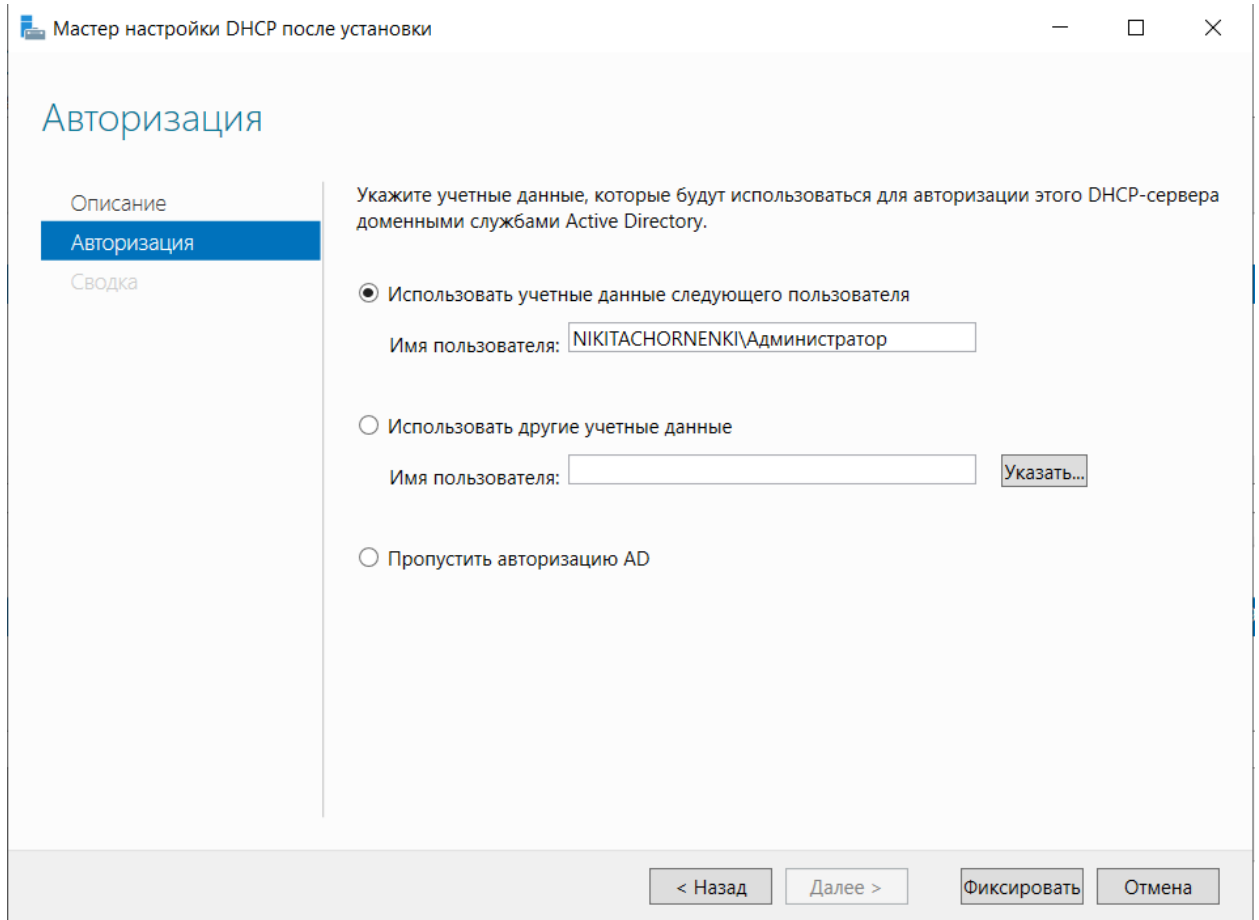 Мастер настройки DHCP после установки
Авторизация
Описание
Авторизация
Сводка
Укажите учетные данные, которые будут использоваться для авторизации этого DHCP-сервера
доменными службами Active Directory.
Использовать учетные данные следующего пользователя
Имя пользователя: NIKITACHORNENKI\Администратор
Использовать другие учетные данные
Имя пользователя: Указать...
Пропустить авторизацию AD
< Назад Далее > Фиксировать Отмена